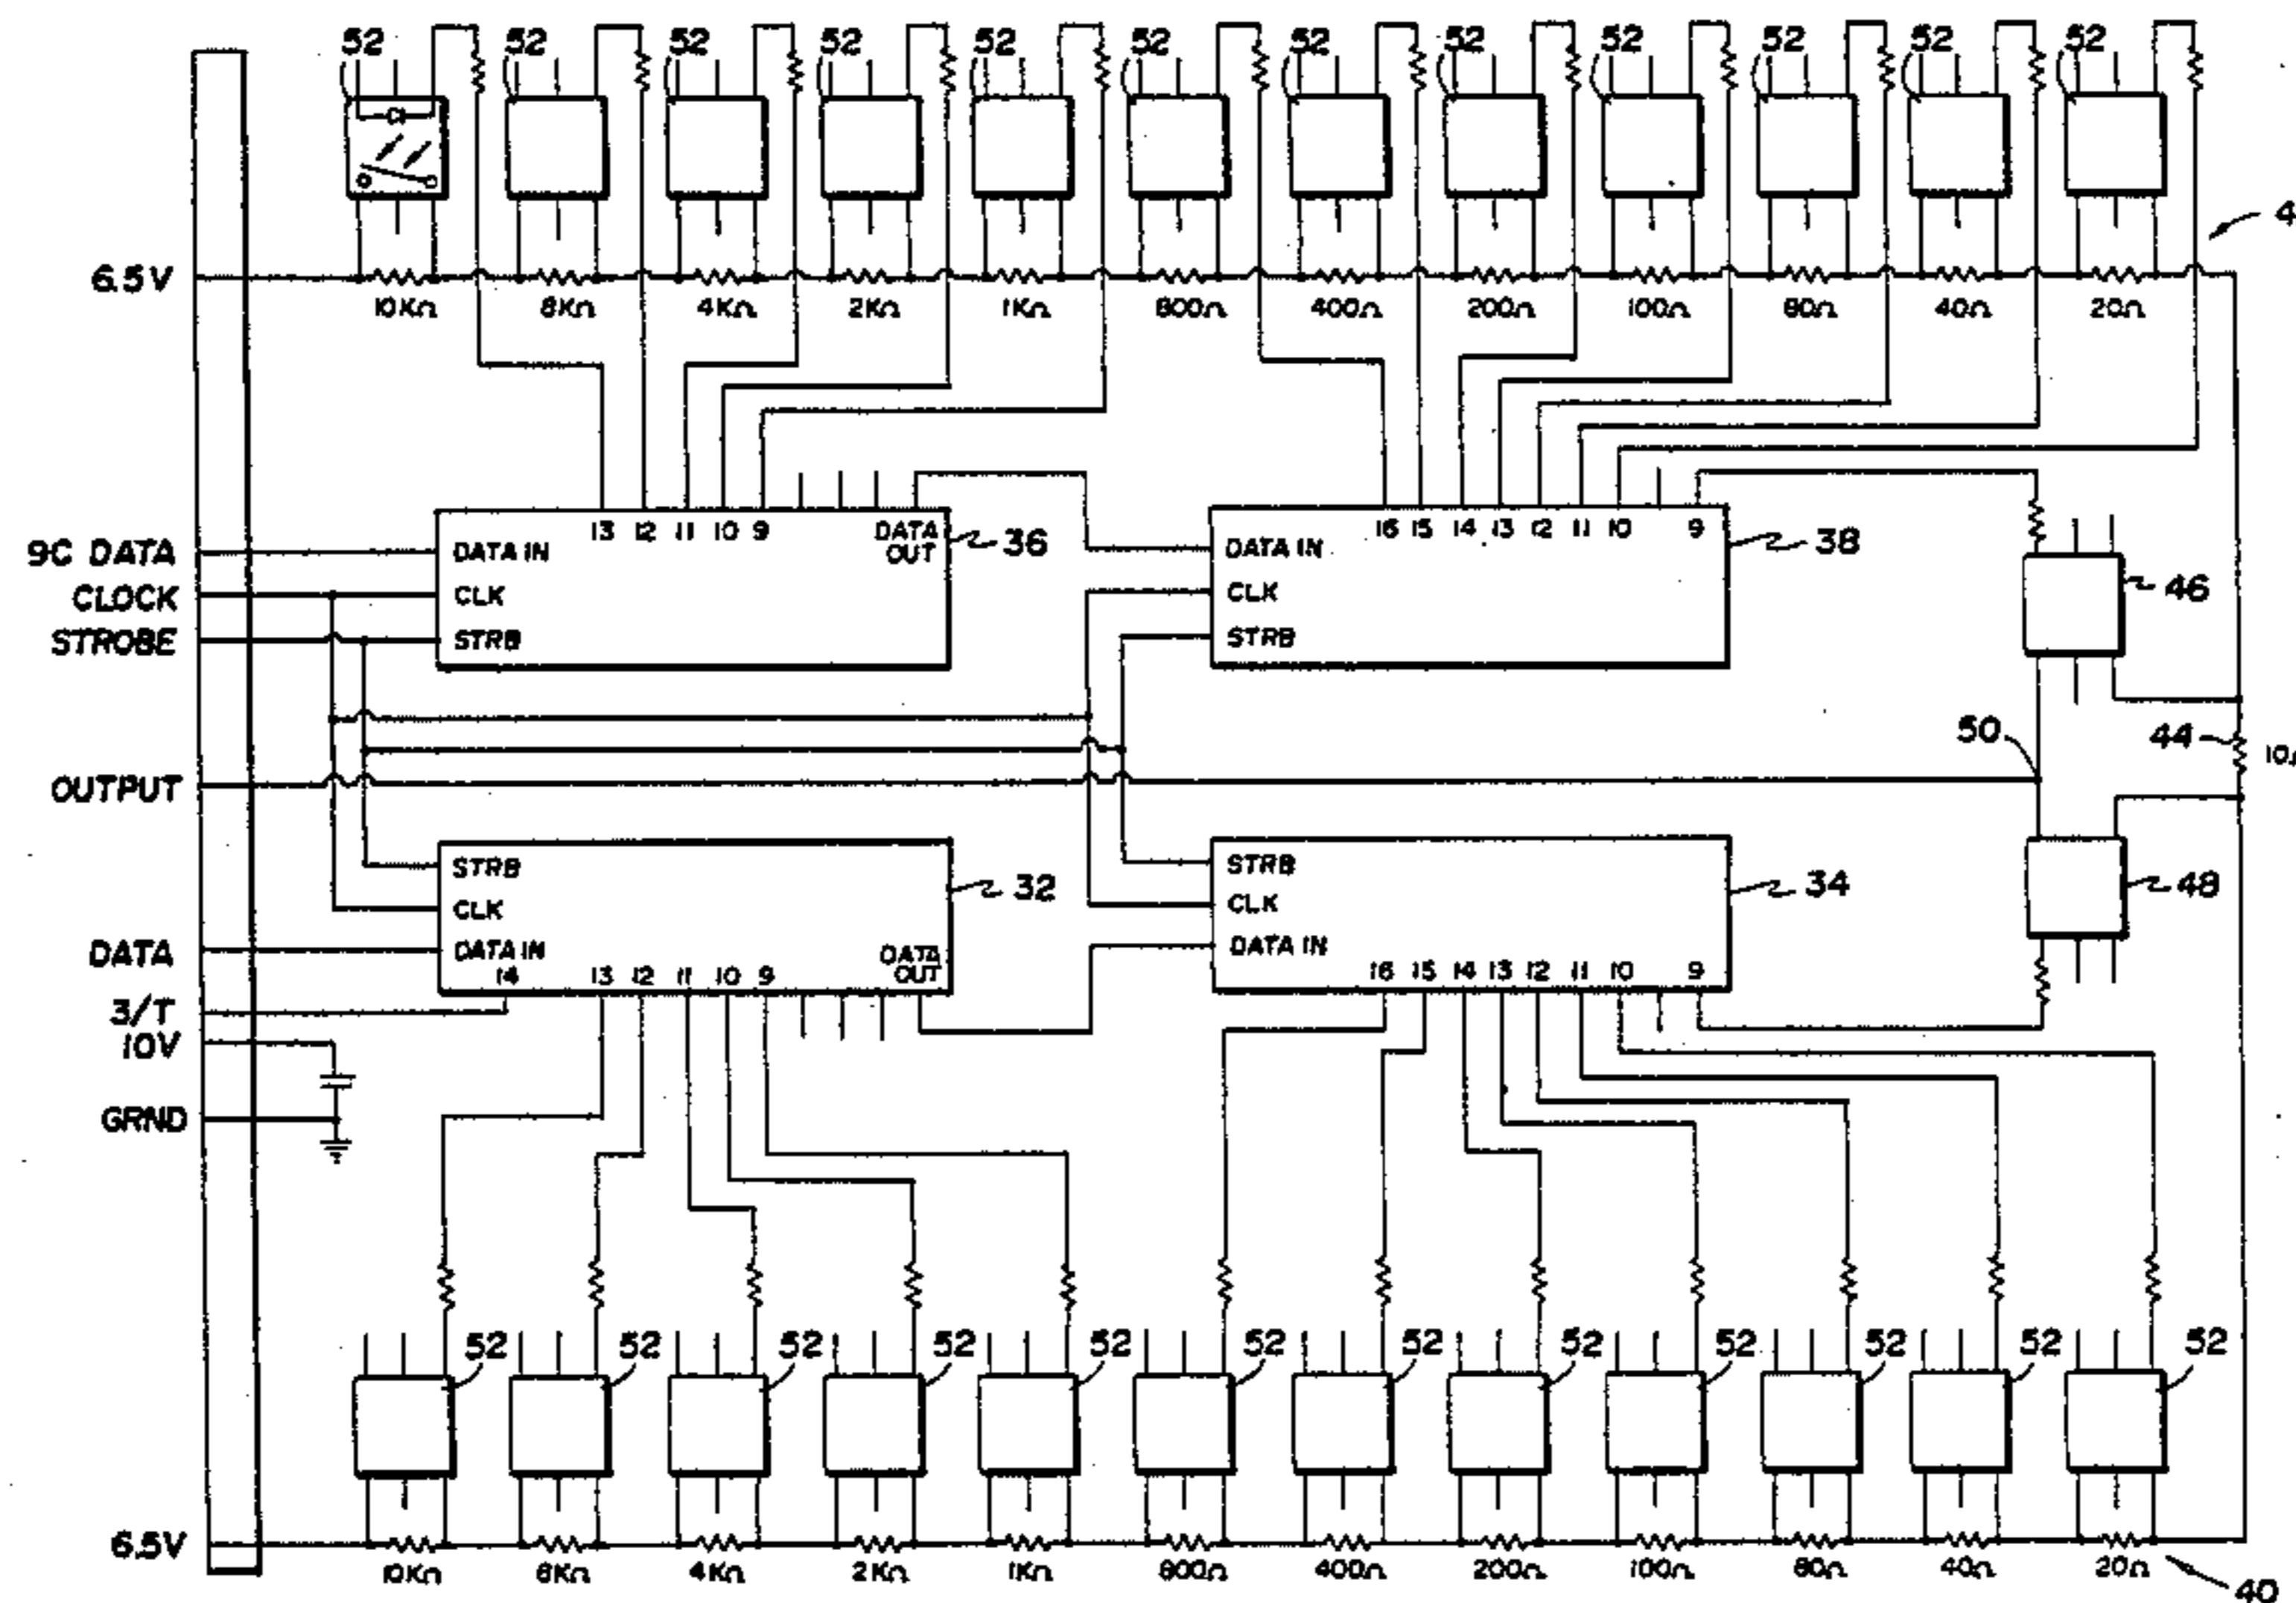 52 52 52 52 52 52 52 52 52 52 52 52
4
6.5V
10KΩ 8KΩ 4KΩ 2KΩ 1KΩ 800Ω 400Ω 200Ω 100Ω 80Ω 40Ω 20Ω
13 12 11 10 9 DATA OUT
36
16 15 14 13 12 11 10 9
38
9C DATA
DATA IN
DATA IN
CLOCK
CLK
CLK
46
STROBE
STRB
STRB
50
44
10Ω
OUTPUT
STRB
STRB
32
34
48
CLK
CLK
DATA
DATA IN
DATA OUT
DATA IN
14 13 12 11 10 9
16 15 14 13 12 11 10 9
3/T
10V
GRND
52 52 52 52 52 52 52 52 52 52 52 52
6.5V
10KΩ 8KΩ 4KΩ 2KΩ 1KΩ 800Ω 400Ω 200Ω 100Ω 80Ω 40Ω 20Ω
40